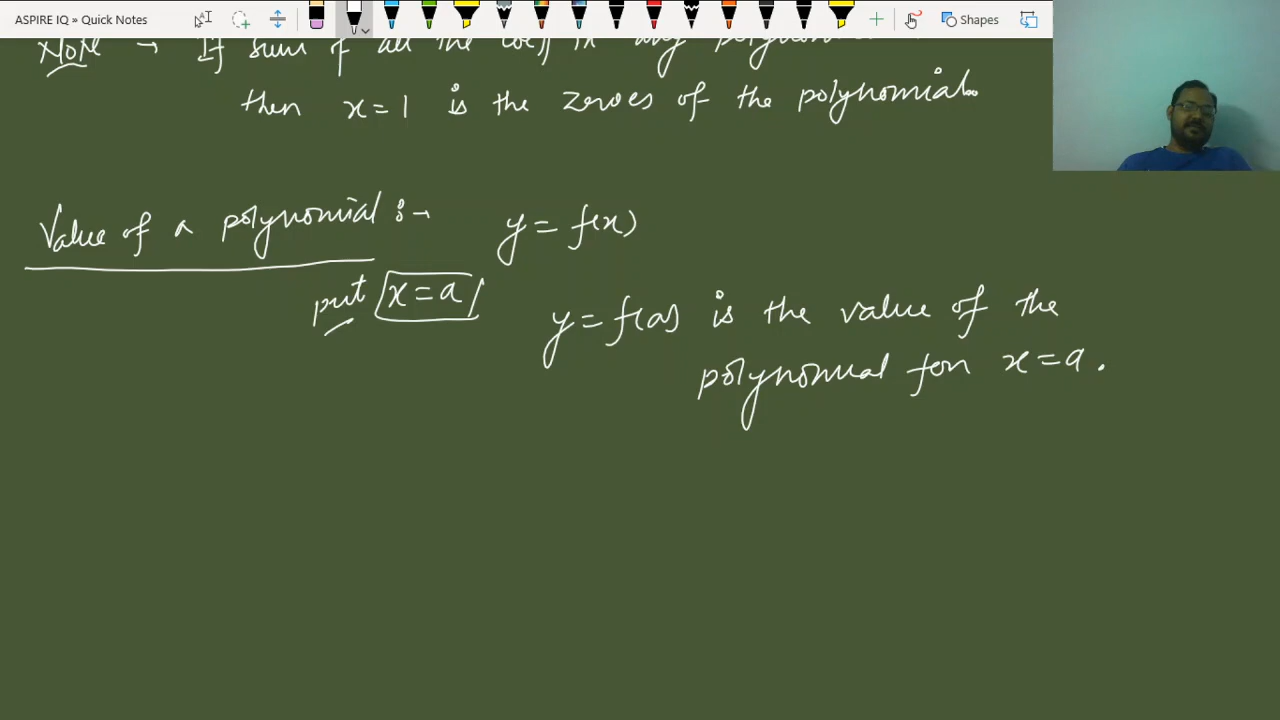 ASPIRE IQ » Quick Notes
Shapes
Note → If sum of all the coeff in any
then x = 1 is the zeroes of the polynomial.
Value of a polynomial :→ y = f(x)
put x = a
y = f(a) is the value of the
polynomial for x = a.